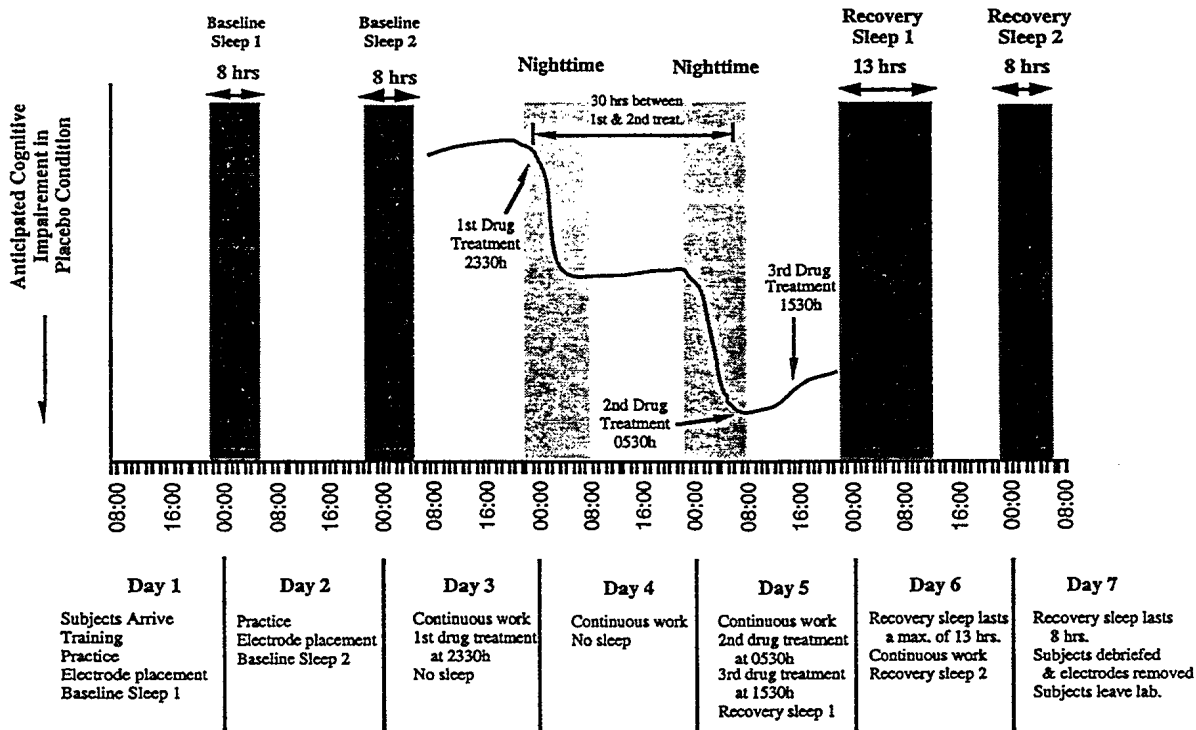 Baseline
Sleep 1
8 hrs
Baseline
Sleep 2
8 hrs
Nighttime
Nighttime
Recovery
Sleep 1
13 hrs
Recovery
Sleep 2
8 hrs
30 hrs between
1st & 2nd treat.
Anticipated Cognitive
Impairement in
Placebo Condition
1st Drug
Treatment
2330h
3rd Drug
Treatment
1530h
2nd Drug
Treatment
0530h
08:00
16:00
00:00
08:00
16:00
00:00
08:00
16:00
00:00
08:00
16:00
00:00
08:00
16:00
00:00
08:00
16:00
00:00
08:00
Day 1
Subjects Arrive
Training
Practice
Electrode placement
Baseline Sleep 1
Day 2
Practice
Electrode placement
Baseline Sleep 2
Day 3
Continuous work
1st drug treatment
at 2330h
No sleep
Day 4
Continuous work
No sleep
Day 5
Continuous work
2nd drug treatment
at 0530h
3rd drug treatment
at 1530h
Recovery sleep 1
Day 6
Recovery sleep lasts
a max. of 13 hrs.
Continuous work
Recovery sleep 2
Day 7
Recovery sleep lasts
8 hrs.
Subjects debriefed
& electrodes removed
Subjects leave lab.